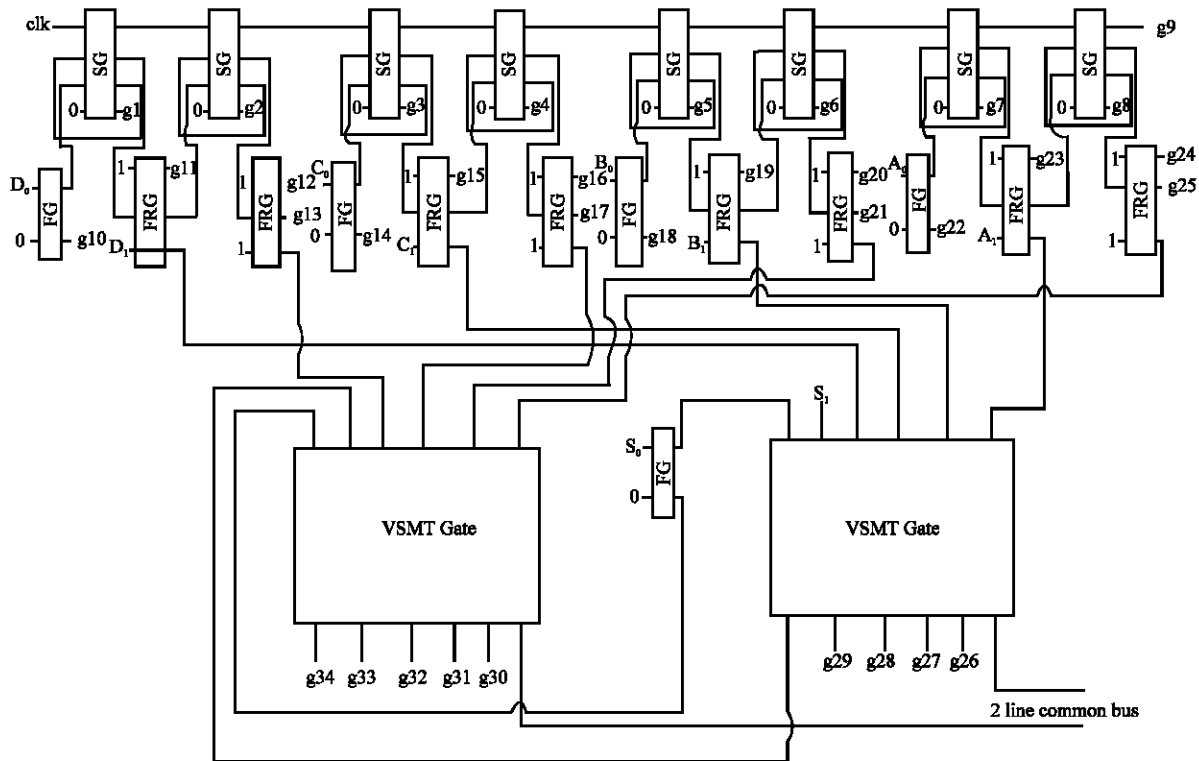 clk
SG SG SG SG SG SG SG SG
g9
0 g1 0 g2 0 g3 0 g4 0 g5 0 g6 0 g7 0 g8
D₀ 1 g11 1 g12 C₀ 1 g15 1 g16 B₀ 1 g19 1 g20 A₀ 1 g23 g24
g13 g17 g21 g25
FG FRG FRG FG FRG FRG FG FRG FRG FG FRG FRG
0 g10 D₁ 1 0 g14 C₁ 1 0 g18 B₁ 1 0 g22 A₁ 1
S₁
S₀
FG
0
VSMT Gate
VSMT Gate
g34 g33 g32 g31 g30
g29 g28 g27 g26
2 line common bus